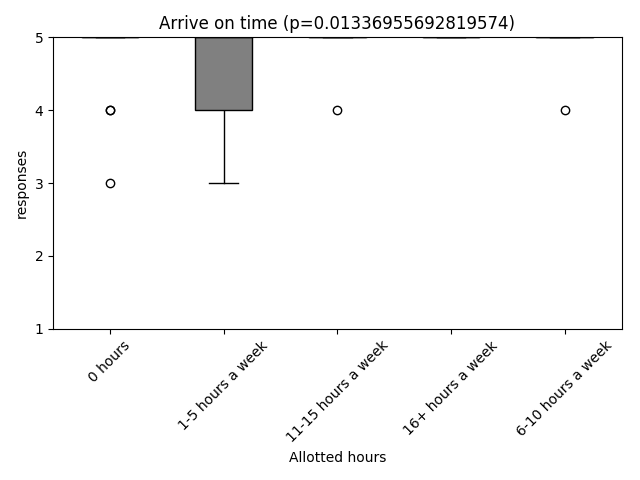 Arrive on time (p=0.01336955692819574)
5
4
3
2
1
responses
0 hours
1-5 hours a week
11-15 hours a week
16+ hours a week
6-10 hours a week
Allotted hours